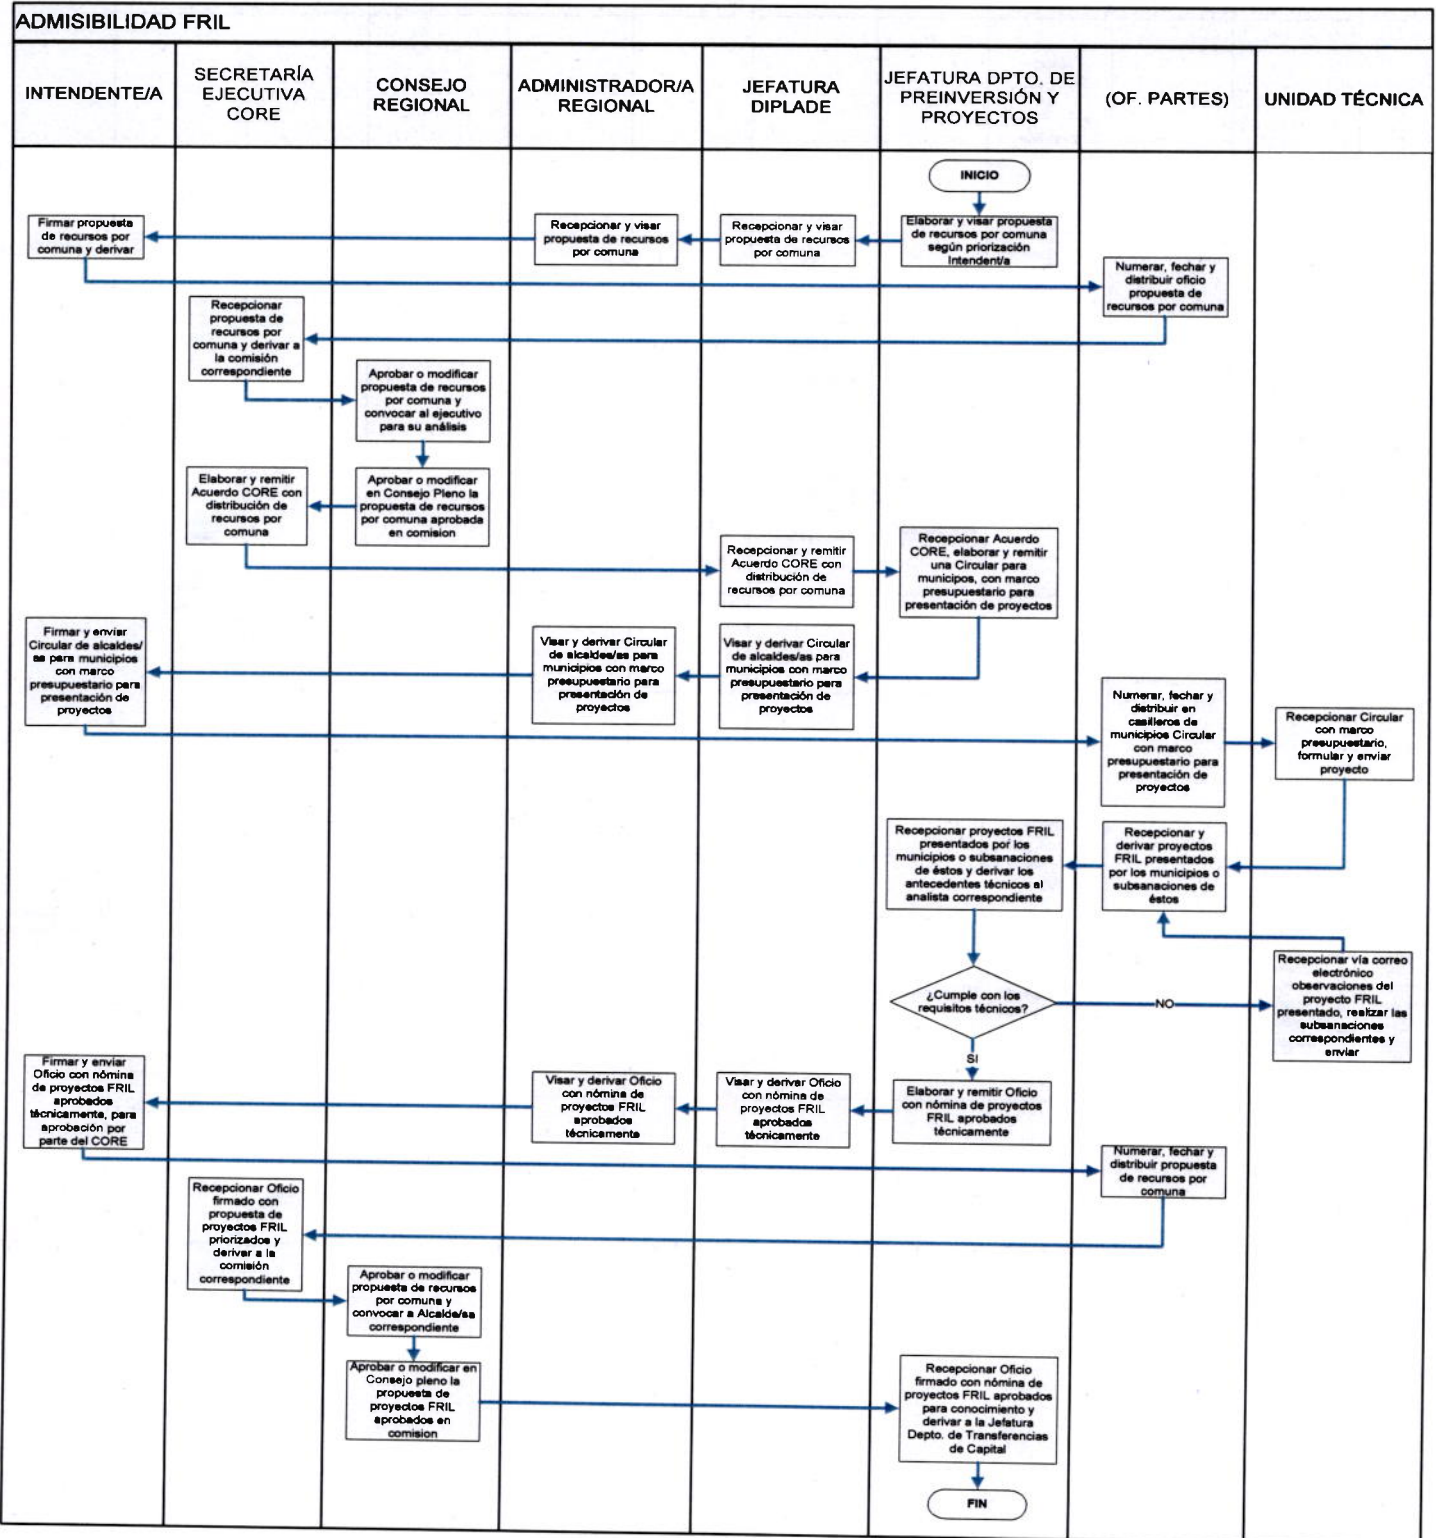 ADMISIBILIDAD FRIL
INTENDENTE/A
SECRETARÍA
EJECUTIVA
CORE
CONSEJO
REGIONAL
ADMINISTRADOR/A
REGIONAL
JEFATURA
DIPLADE
JEFATURA DPTO. DE
PREINVERSIÓN Y
PROYECTOS
(OF. PARTES)
UNIDAD TÉCNICA
INICIO
Elaborar y visar propuesta
de recursos por comuna
según priorización
Intendent/a
Recepcionar y visar
propuesta de recursos
por comuna
Recepcionar y visar
propuesta de recursos
por comuna
Firmar propuesta
de recursos por
comuna y derivar
Numerar, fechar y
distribuir oficio
propuesta de
recursos por comuna
Recepcionar
propuesta de
recursos por
comuna y derivar a
la comisión
correspondiente
Aprobar o modificar
propuesta de recursos
por comuna y
convocar al ejecutivo
para su análisis
Aprobar o modificar
en Consejo Pleno la
propuesta de recursos
por comuna aprobada
en comision
Elaborar y remitir
Acuerdo CORE con
distribución de
recursos por
comuna
Recepcionar y remitir
Acuerdo CORE con
distribución de
recursos por comuna
Recepcionar Acuerdo
CORE, elaborar y remitir
una Circular para
municipos, con marco
presupuestario para
presentación de proyectos
Visar y derivar Circular
de alcaldes/as para
municipios con marco
presupuestario para
presentación de
proyectos
Visar y derivar Circular
de alcaldes/as para
municipios con marco
presupuestario para
presentación de
proyectos
Firmar y enviar
Circular de alcaldes/
as para municipios
con marco
presupuestario para
presentación de
proyectos
Numerar, fechar y
distribuir en
casilleros de
municipios Circular
con marco
presupuestario para
presentación de
proyectos
Recepcionar Circular
con marco
presupuestario,
formular y enviar
proyecto
Recepcionar y
derivar proyectos
FRIL presentados
por los municipios o
subsanaciones de
éstos
Recepcionar proyectos FRIL
presentados por los
municipios o subsanaciones
de éstos y derivar los
antecedentes técnicos al
analista correspondiente
¿Cumple con los
requisitos técnicos?
NO
Recepcionar vía correo
electrónico
observaciones del
proyecto FRIL
presentado, realizar las
subsanaciones
correspondientes y
enviar
SI
Elaborar y remitir Oficio
con nómina de proyectos
FRIL aprobados
técnicamente
Visar y derivar Oficio
con nómina de
proyectos FRIL
aprobados
técnicamente
Visar y derivar Oficio
con nómina de
proyectos FRIL
aprobados
técnicamente
Firmar y enviar
Oficio con nómina
de proyectos FRIL
aprobados
técnicamente, para
aprobación por
parte del CORE
Numerar, fechar y
distribuir propuesta
de recursos por
comuna
Recepcionar Oficio
firmado con
propuesta de
proyectos FRIL
priorizados y
derivar a la
comisión
correspondiente
Aprobar o modificar
propuesta de recursos
por comuna y
convocar a Alcalde/sa
correspondiente
Aprobar o modificar en
Consejo pleno la
propuesta de
proyectos FRIL
aprobados en
comision
Recepcionar Oficio
firmado con nómina de
proyectos FRIL aprobados
para conocimiento y
derivar a la Jefatura
Depto. de Transferencias
de Capital
FIN